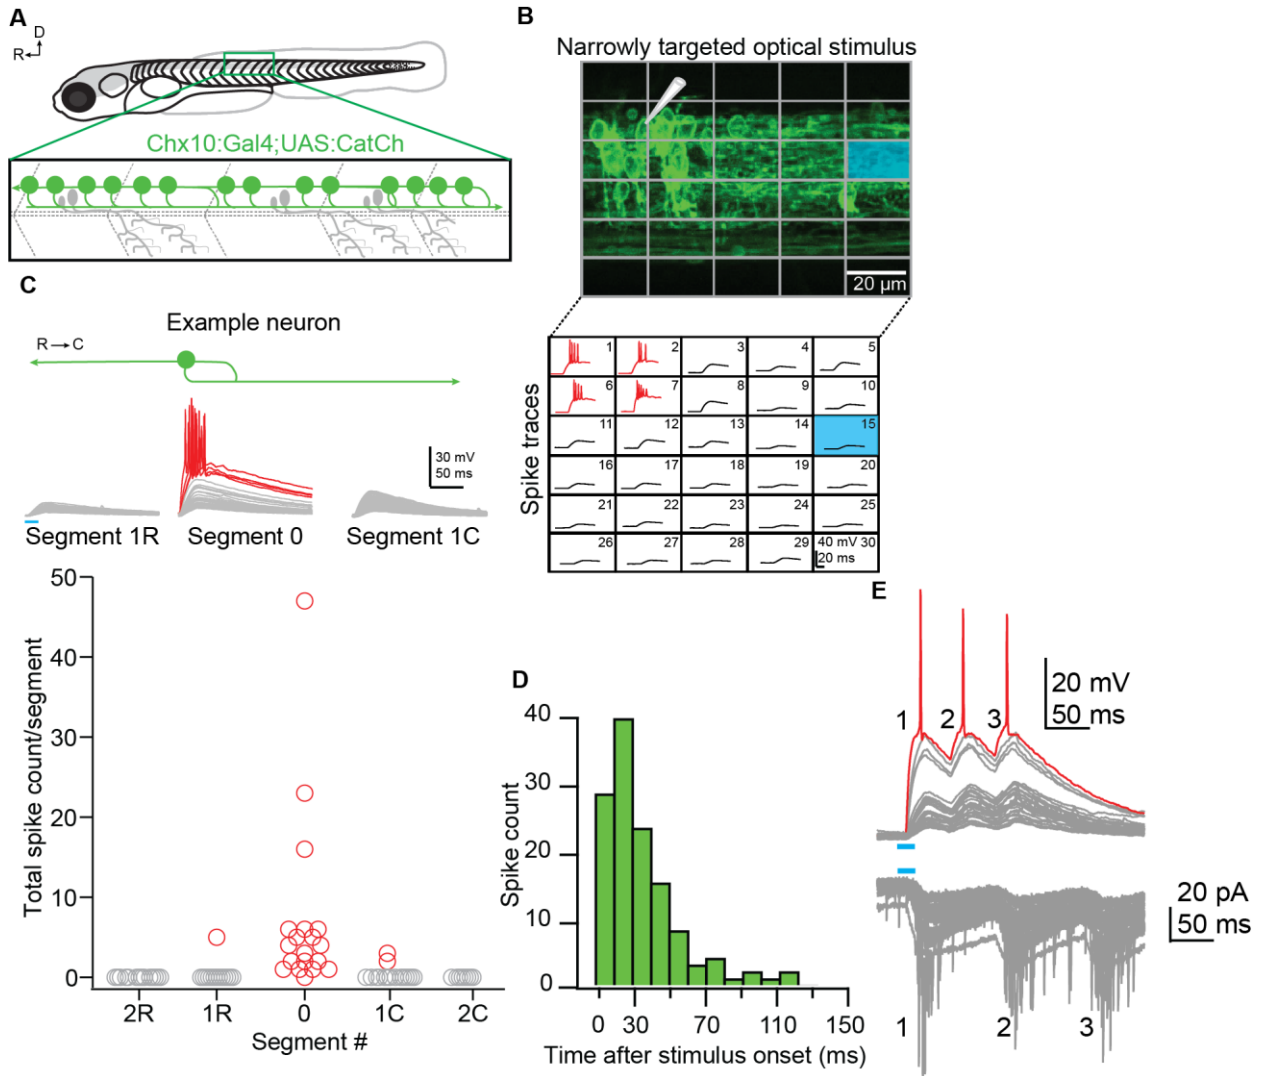 A
D
R
Chx10:Gal4;UAS:CatCh
B
Narrowly targeted optical stimulus
20 µm
Spike traces
1 2 3 4 5
6 7 8 9 10
11 12 13 14 15
16 17 18 19 20
21 22 23 24 25
26 27 28 29 30
40 mV
20 ms
C
Example neuron
R→C
30 mV
50 ms
Segment 1R Segment 0 Segment 1C
Total spike count/segment
50
40
30
20
10
0
2R 1R 0 1C 2C
Segment #
D
Spike count
40
30
20
10
0
0 30 70 110 150
Time after stimulus onset (ms)
E
1 2 3
20 mV
50 ms
20 pA
50 ms
1 2 3